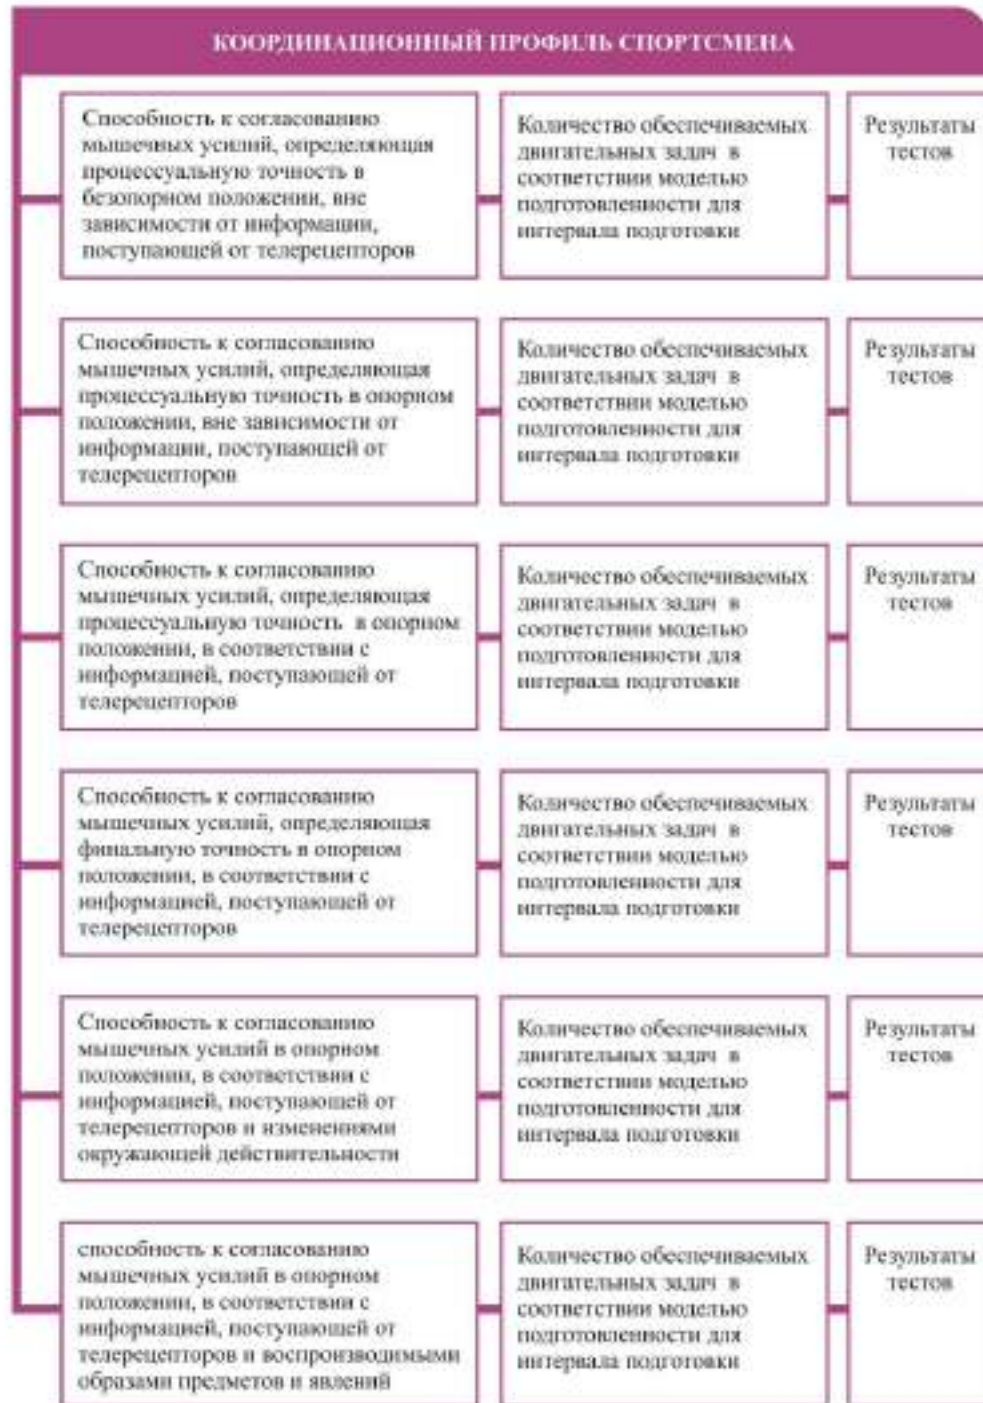 КООРДИНАЦИОННЫЙ ПРОФИЛЬ СПОРТСМЕНА
Способность к согласованию
мышечных усилий, определяющая
процессуальную точность в
безопорном положении, вне
зависимости от информации,
поступающей от телерецепторов
Количество обеспечиваемых
двигательных задач в
соответствии моделью
подготовленности для
интервала подготовки
Результаты
тестов
Способность к согласованию
мышечных усилий, определяющая
процессуальную точность в опорном
положении, вне зависимости от
информации, поступающей от
телерецепторов
Количество обеспечиваемых
двигательных задач в
соответствии моделью
подготовленности для
интервала подготовки
Результаты
тестов
Способность к согласованию
мышечных усилий, определяющая
процессуальную точность в опорном
положении, в соответствии с
информацией, поступающей от
телерецепторов
Количество обеспечиваемых
двигательных задач в
соответствии моделью
подготовленности для
интервала подготовки
Результаты
тестов
Способность к согласованию
мышечных усилий, определяющая
финальную точность в опорном
положении, в соответствии с
информацией, поступающей от
телерецепторов
Количество обеспечиваемых
двигательных задач в
соответствии моделью
подготовленности для
интервала подготовки
Результаты
тестов
Способность к согласованию
мышечных усилий в опорном
положении, в соответствии с
информацией, поступающей от
телерецепторов и изменениями
окружающей действительности
Количество обеспечиваемых
двигательных задач в
соответствии моделью
подготовленности для
интервала подготовки
Результаты
тестов
способность к согласованию
мышечных усилий в опорном
положении, в соответствии с
информацией, поступающей от
телерецепторов и воспроизводимыми
образами предметов и явлений
Количество обеспечиваемых
двигательных задач в
соответствии моделью
подготовленности для
интервала подготовки
Результаты
тестов